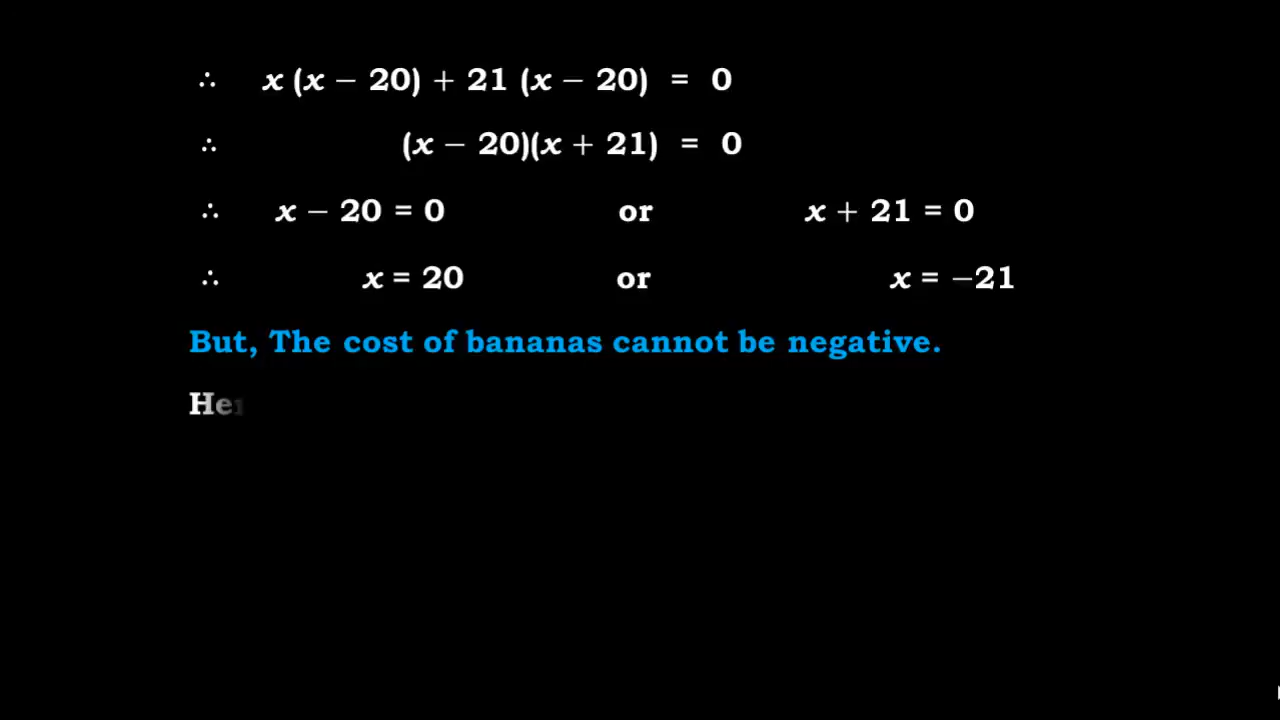 ∴ x (x − 20) + 21 (x − 20) = 0
∴ (x − 20)(x + 21) = 0
∴ x − 20 = 0 or x + 21 = 0
∴ x = 20 or x = −21
But, The cost of bananas cannot be negative.